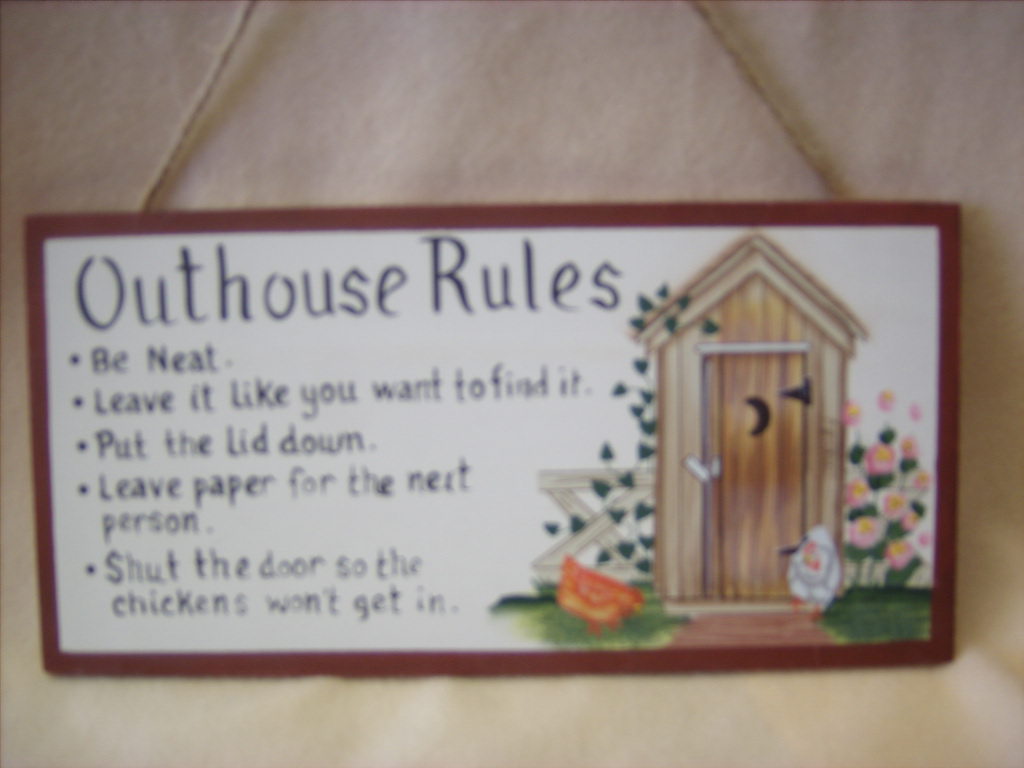 Outhouse Rules
• Be Neat.
• Leave it like you want to find it.
• Put the lid down.
• Leave paper for the next
person.
• Shut the door so the
chickens won't get in.